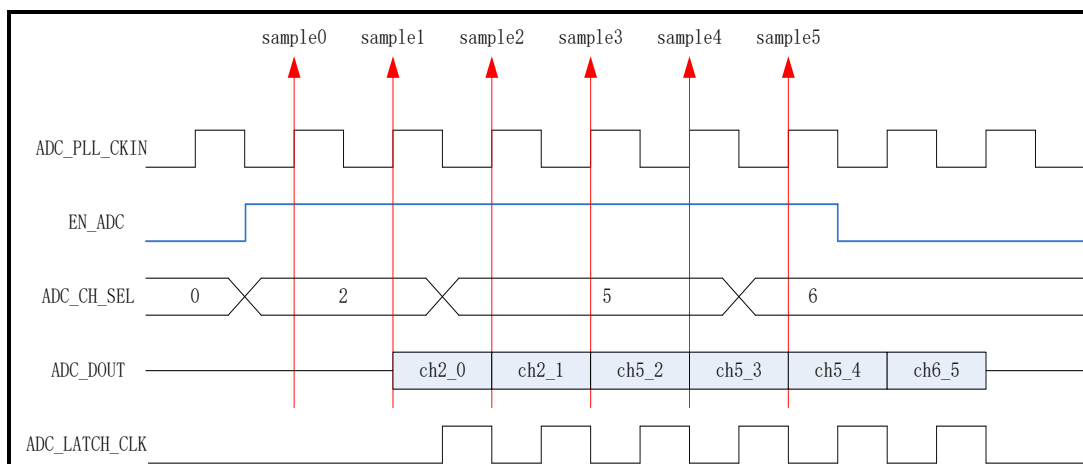 sample0 sample1 sample2 sample3 sample4 sample5
ADC_PLL_CKIN
EN_ADC
ADC_CH_SEL 0 2 5 6
ADC_DOUT ch2_0 ch2_1 ch5_2 ch5_3 ch5_4 ch6_5
ADC_LATCH_CLK